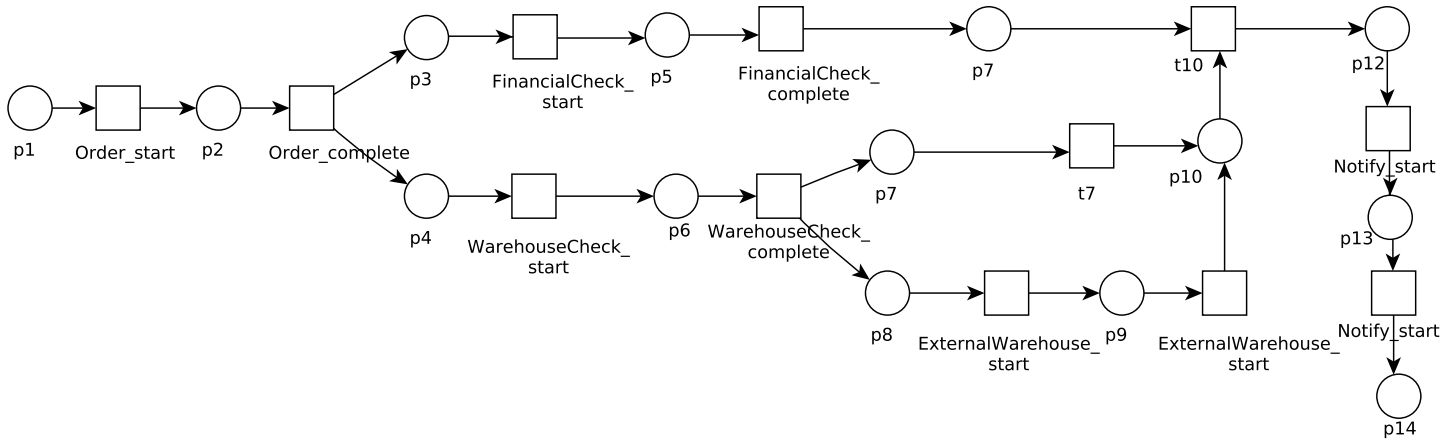 p1
Order_start
p2
Order_complete
p3
FinancialCheck_
start
p5
FinancialCheck_
complete
p7
t10
p12
p4
WarehouseCheck_
start
p6
WarehouseCheck_
complete
p7
t7
p10
p8
ExternalWarehouse_
start
p9
ExternalWarehouse_
start
Notify_start
p13
Notify_start
p14